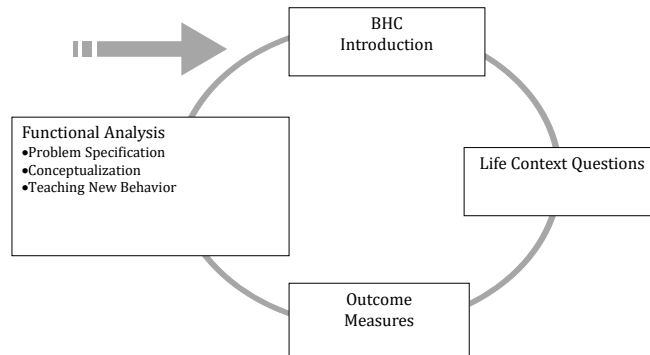 BHC
Introduction
Functional Analysis
•Problem Specification
•Conceptualization
•Teaching New Behavior
Life Context Questions
Outcome
Measures